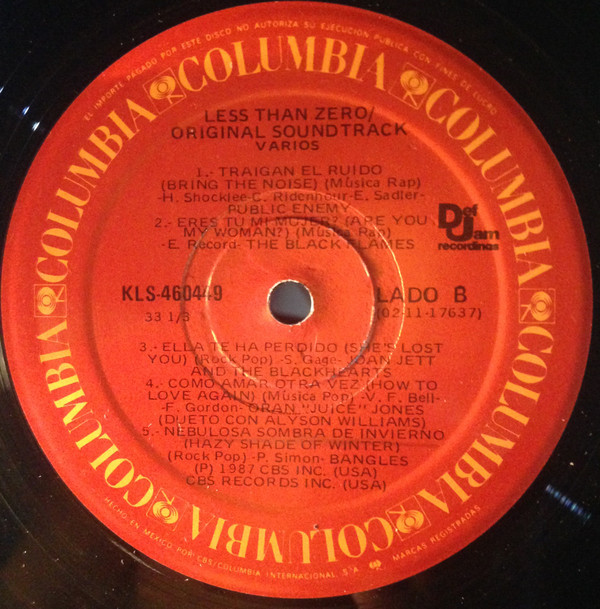 EL IMPORTE PAGADO POR ESTE DISCO NO AUTORIZA SU EJECUCION PUBLICA CON FINES DE LUCRO
COLUMBIA COLUMBIA COLUMBIA COLUMBIA COLUMBIA COLUMBIA COLUMBIA COLUMBIA
LESS THAN ZERO/
ORIGINAL SOUNDTRACK
VARIOS
1.- TRAIGAN EL RUIDO
(BRING THE NOISE) (Música Rap)
-H. Shocklee-C. Ridenhour-E. Sadler-
PUBLIC ENEMY
2.- ERES TU MI MUJER? (ARE YOU
MY WOMAN?) (Música Rap)
-E. Record- THE BLACK FLAMES
Def Jam
recordings
KLS-460449
LADO B
33 1/3
(02-11-17637)
3.- ELLA TE HA PERDIDO (SHE'S LOST
YOU) (Rock Pop) -S. Gage- JOAN JETT
AND THE BLACKHEARTS
4.- COMO AMAR OTRA VEZ (HOW TO
LOVE AGAIN) (Música Pop) -V. F. Bell-
-F. Gordon- ORAN "JUICE" JONES
(DUETO CON ALYSON WILLIAMS)
5.- NEBULOSA SOMBRA DE INVIERNO
(HAZY SHADE OF WINTER)
(Rock Pop) -P. Simon- BANGLES
(P) 1987 CBS INC. (USA)
CBS RECORDS INC. (USA)
HECHO EN MEXICO POR CBS/COLUMBIA INTERNACIONAL, S.A. MARCAS REGISTRADAS